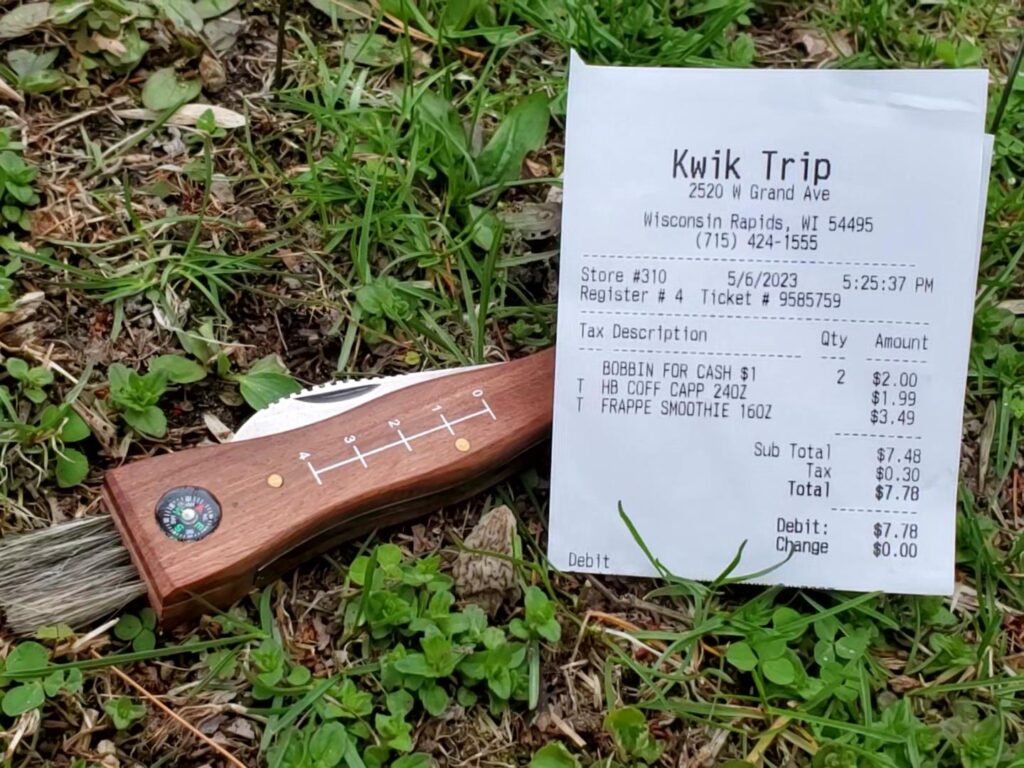 Kwik Trip
2520 W Grand Ave
Wisconsin Rapids, WI 54495
(715) 424-1555
Store #310 5/6/2023 5:25:37 PM
Register # 4 Ticket # 9585759
Tax Description Qty Amount
BOBBIN FOR CASH $1 2 $2.00
T HB COFF CAPP 24OZ $1.99
T FRAPPE SMOOTHIE 16OZ $3.49
Sub Total $7.48
Tax $0.30
Total $7.78
Debit: $7.78
Change $0.00
Debit
0 1 2 3 4